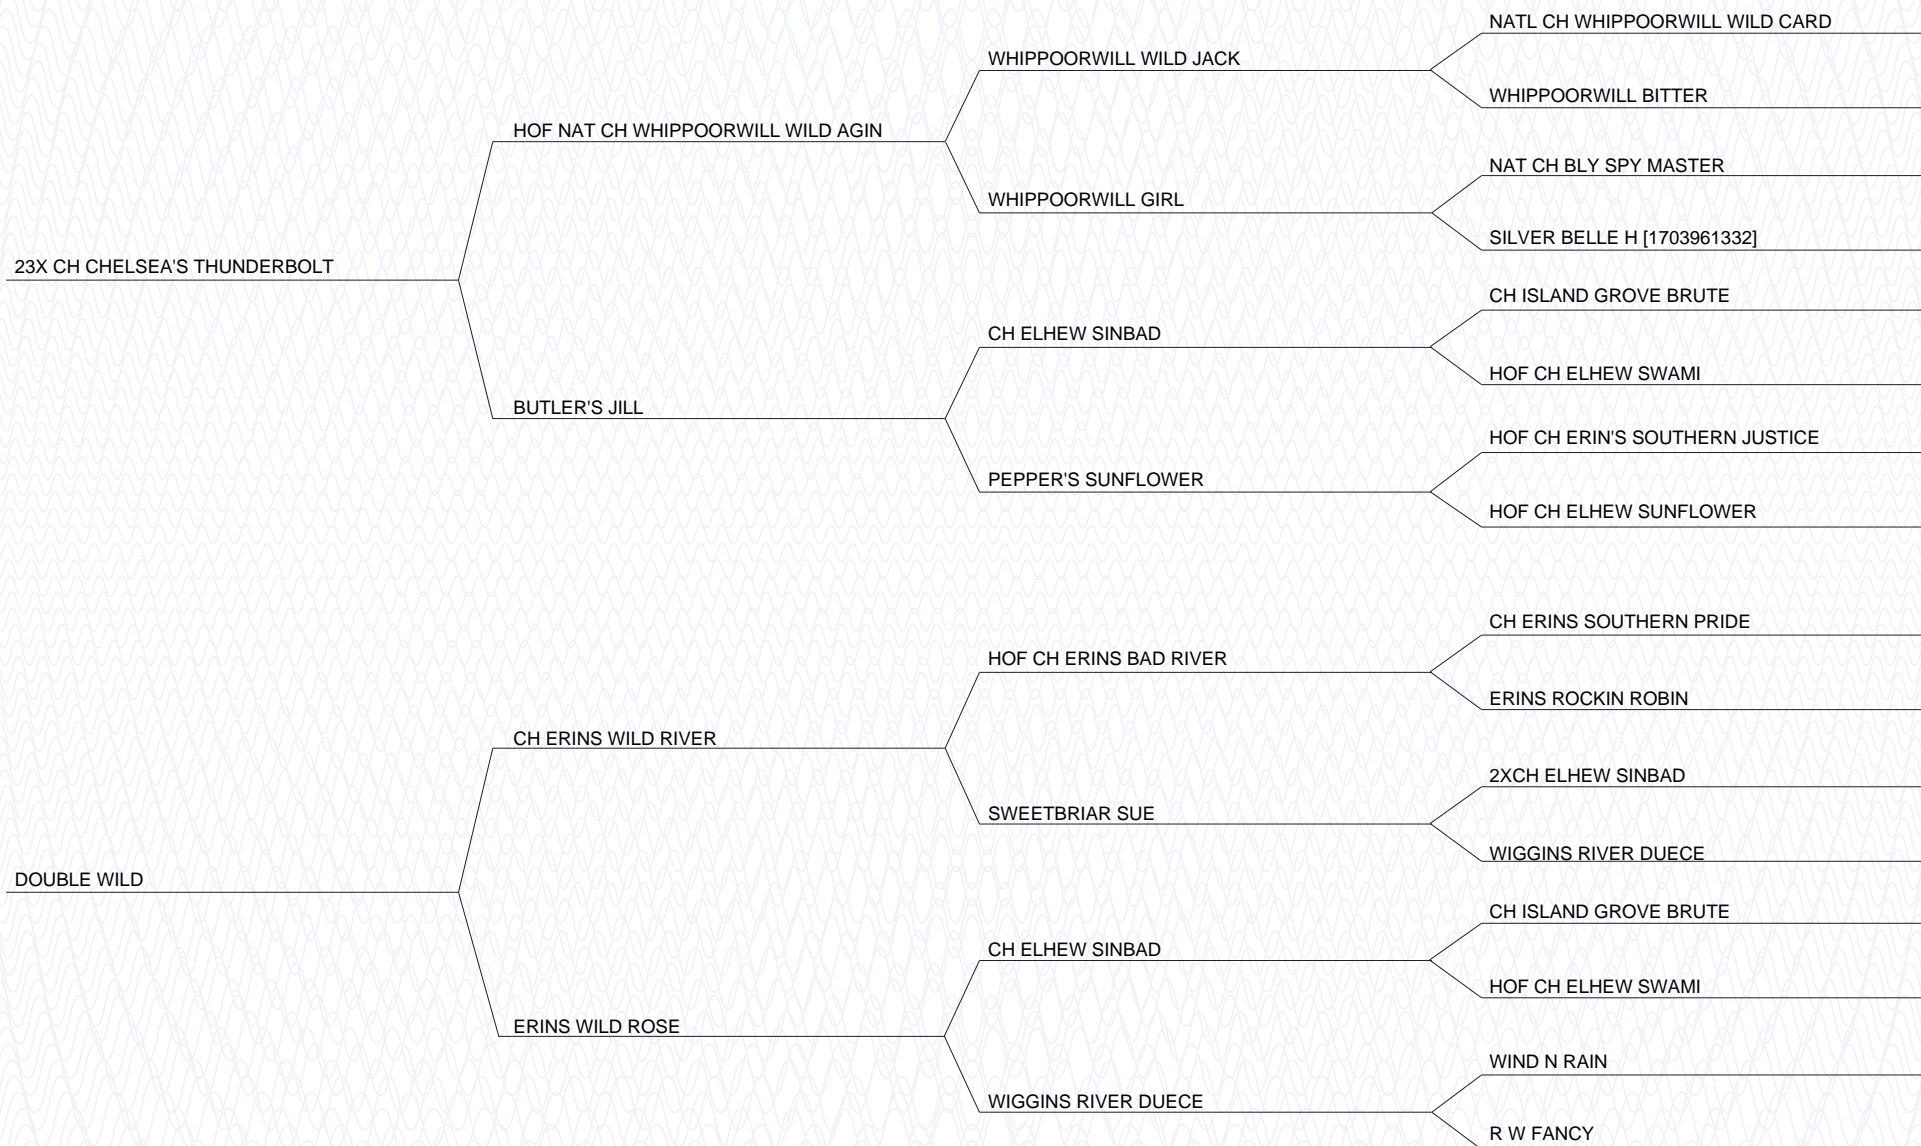 NATL CH WHIPPOORWILL WILD CARD
WHIPPOORWILL WILD JACK
WHIPPOORWILL BITTER
HOF NAT CH WHIPPOORWILL WILD AGIN
NAT CH BLY SPY MASTER
WHIPPOORWILL GIRL
SILVER BELLE H [1703961332]
23X CH CHELSEA'S THUNDERBOLT
CH ISLAND GROVE BRUTE
CH ELHEW SINBAD
HOF CH ELHEW SWAMI
BUTLER'S JILL
HOF CH ERIN'S SOUTHERN JUSTICE
PEPPER'S SUNFLOWER
HOF CH ELHEW SUNFLOWER
CH ERINS SOUTHERN PRIDE
HOF CH ERINS BAD RIVER
ERINS ROCKIN ROBIN
CH ERINS WILD RIVER
2XCH ELHEW SINBAD
SWEETBRIAR SUE
WIGGINS RIVER DUECE
DOUBLE WILD
CH ISLAND GROVE BRUTE
CH ELHEW SINBAD
HOF CH ELHEW SWAMI
ERINS WILD ROSE
WIND N RAIN
WIGGINS RIVER DUECE
R W FANCY